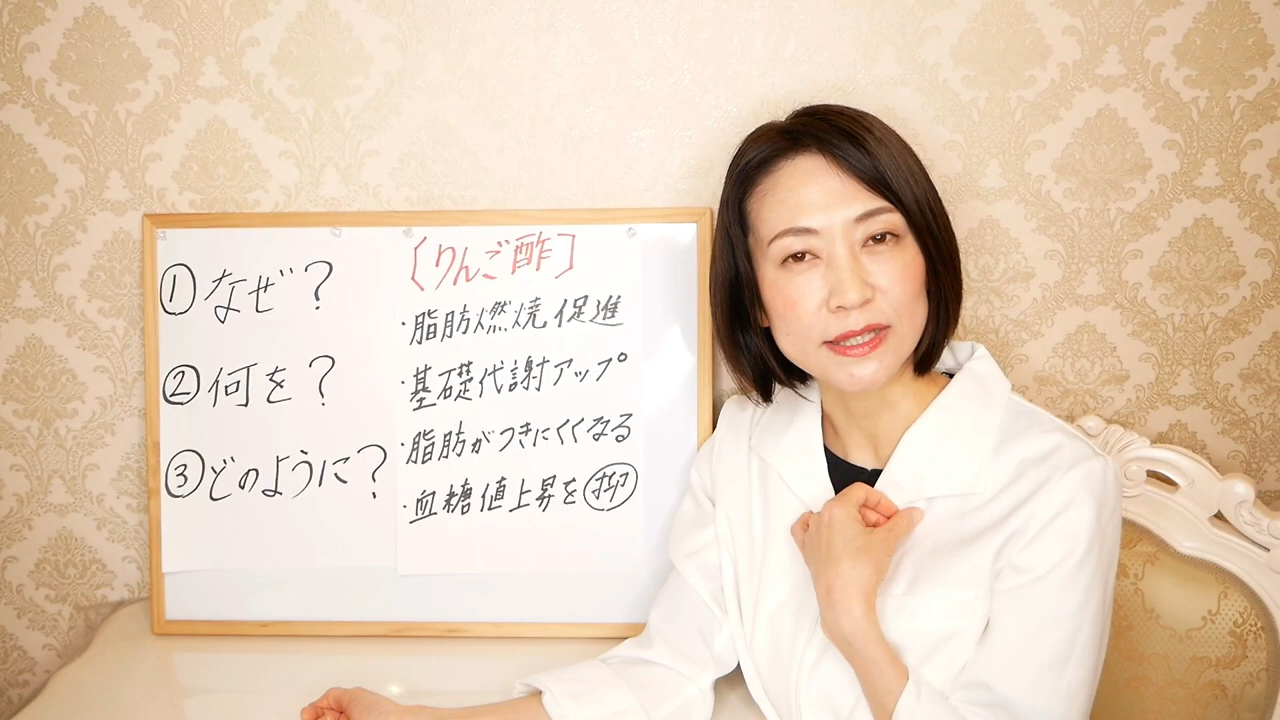 ①なぜ？
②何を？
③どのように？
〔りんご酢〕
・脂肪燃焼促進
・基礎代謝アップ
・脂肪がつきにくくなる
・血糖値上昇を抑